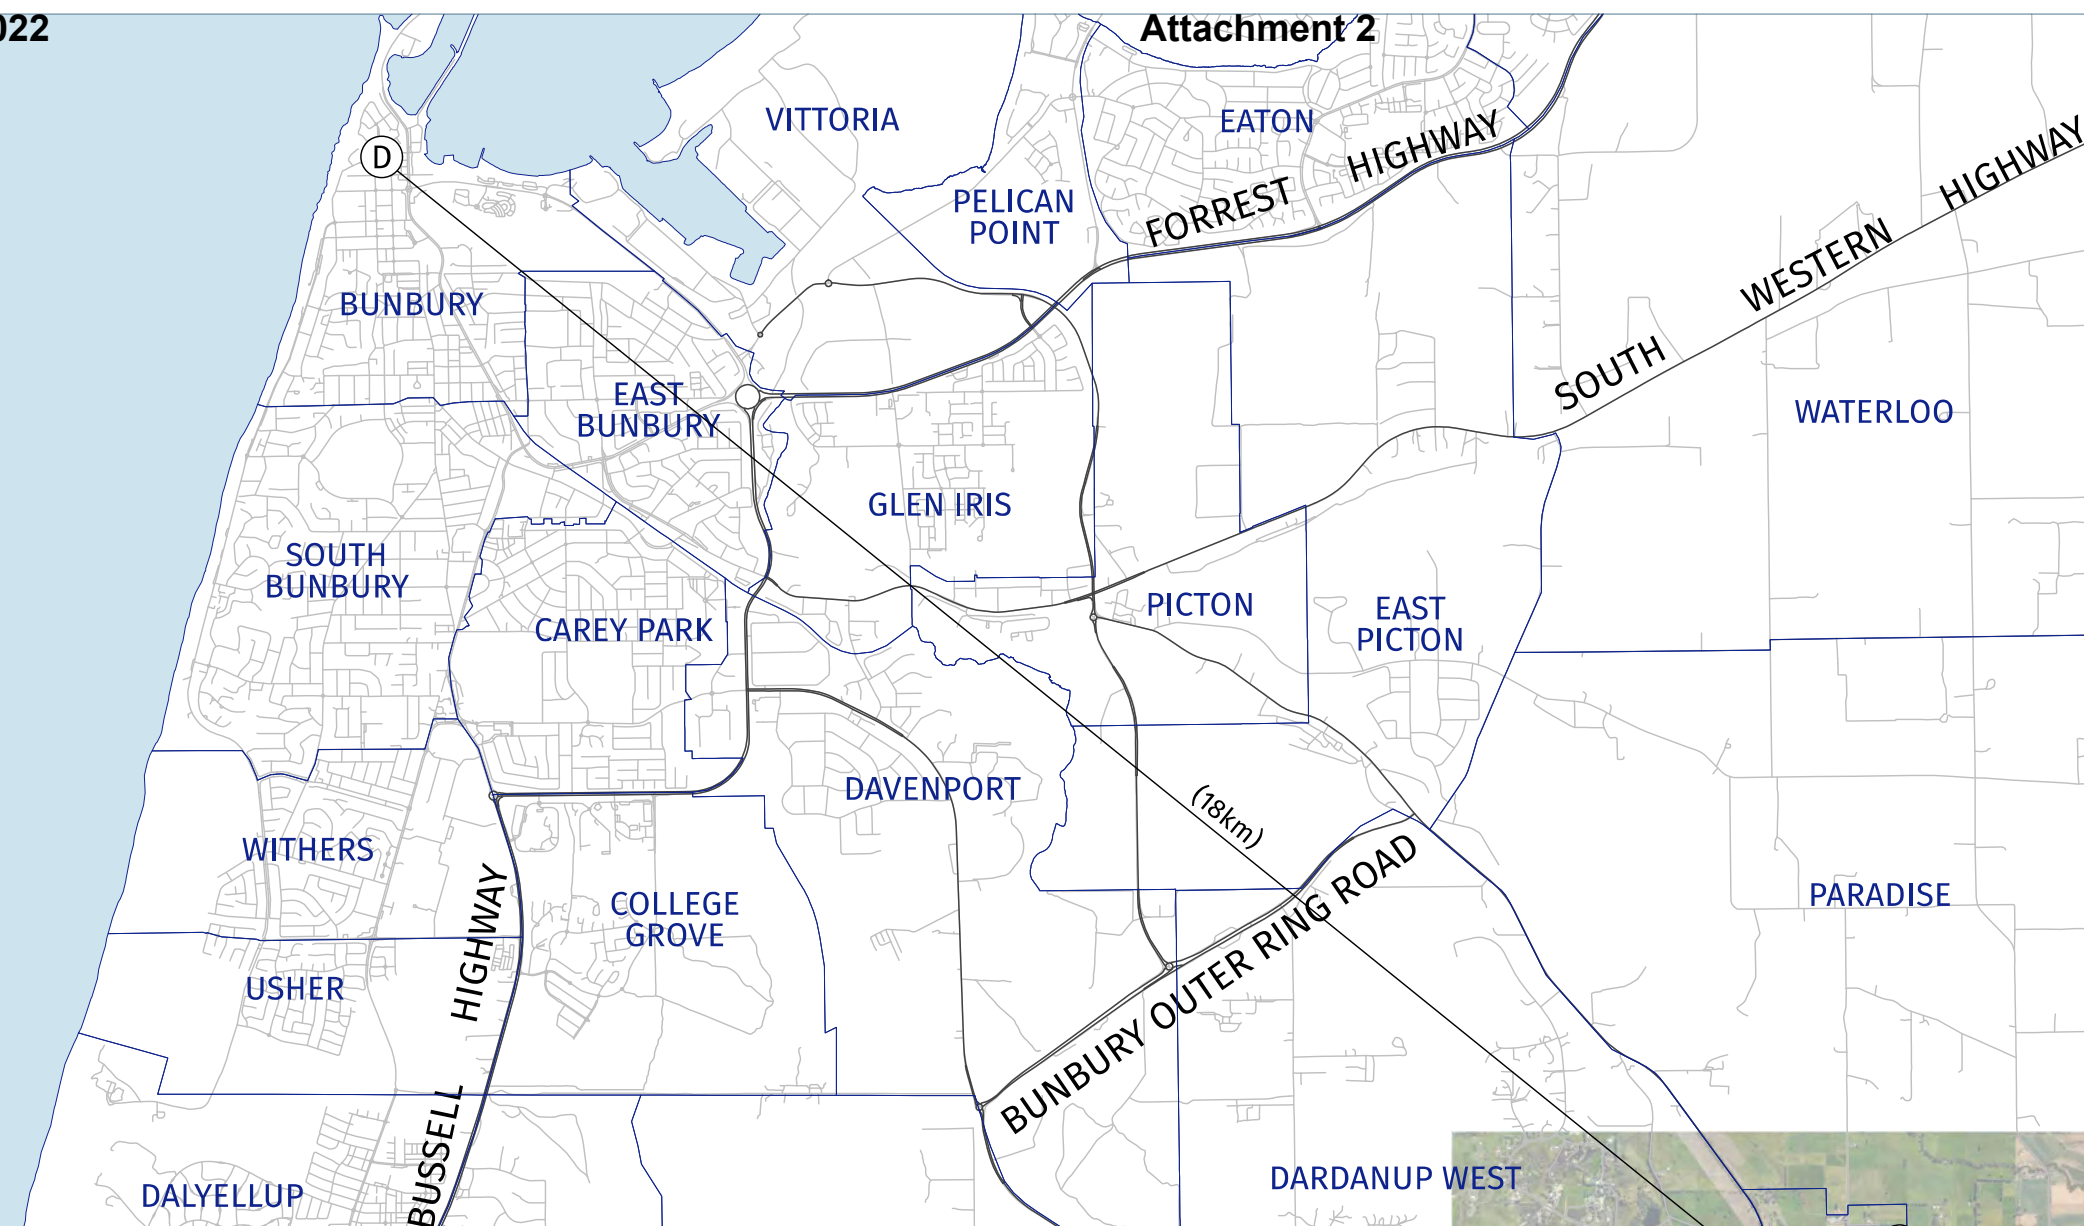 022
Attachment 2
VITTORIA
EATON
D
FORREST HIGHWAY
PELICAN
POINT
SOUTH WESTERN HIGHWAY
BUNBURY
EAST
BUNBURY
WATERLOO
GLEN IRIS
SOUTH
BUNBURY
CAREY PARK
PICTON
EAST
PICTON
DAVENPORT
(18km)
WITHERS
COLLEGE
GROVE
PARADISE
USHER
BUSSELL HIGHWAY
BUNBURY OUTER RING ROAD
DALYELLUP
DARDANUP WEST